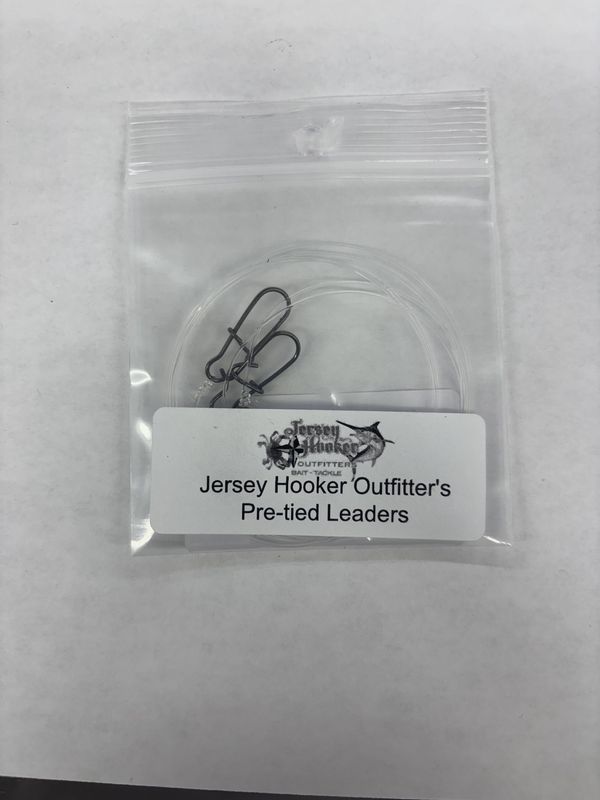 Jersey
Hooker
OUTFITTERS
BAIT - TACKLE
Jersey Hooker Outfitter's
Pre-tied Leaders